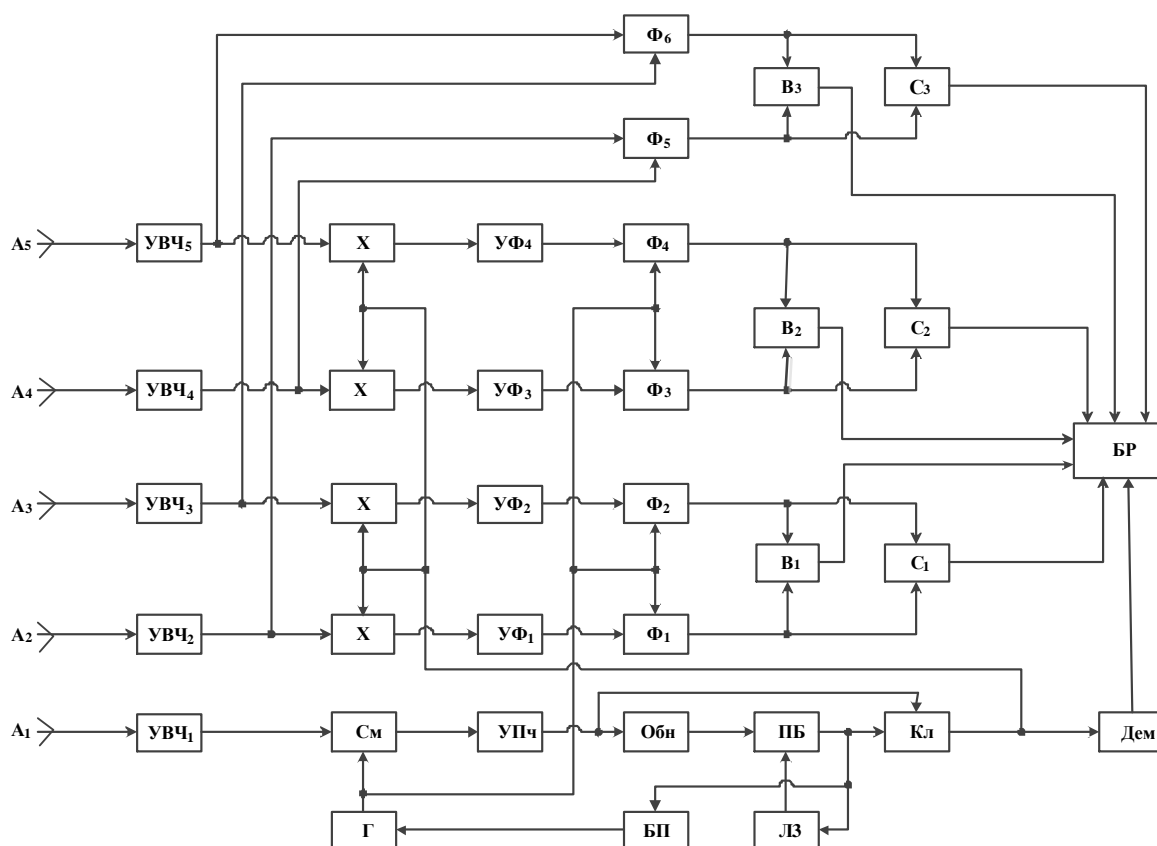 Ф₆
В₃ С₃
Ф₅
А₅ УВЧ₅ Х УФ₄ Ф₄
В₂ С₂
А₄ УВЧ₄ Х УФ₃ Ф₃
БР
А₃ УВЧ₃ Х УФ₂ Ф₂
В₁ С₁
А₂ УВЧ₂ Х УФ₁ Ф₁
А₁ УВЧ₁ См УПч Обн ПБ Кл Дем
Г БП ЛЗ